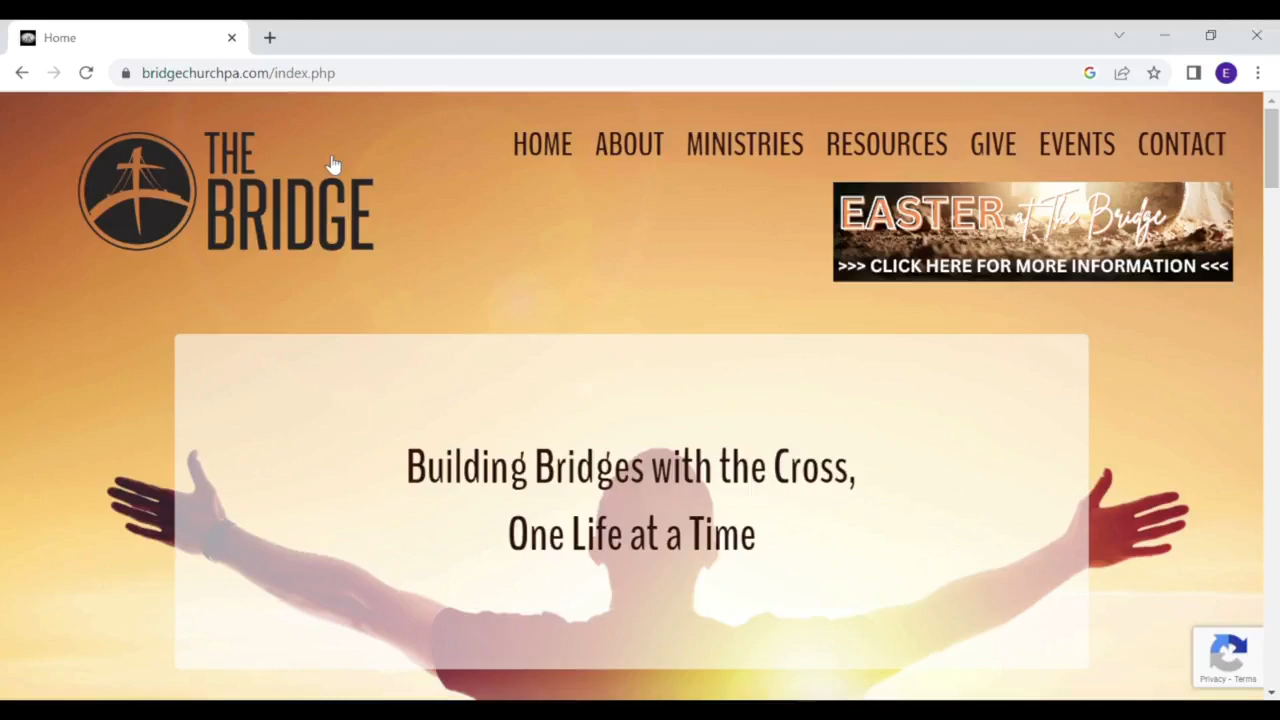 Home
bridgechurchpa.com/index.php
E
THE
BRIDGE
HOME ABOUT MINISTRIES RESOURCES GIVE EVENTS CONTACT
EASTER at The Bridge
>>> CLICK HERE FOR MORE INFORMATION <<<
Building Bridges with the Cross,
One Life at a Time
Privacy - Terms